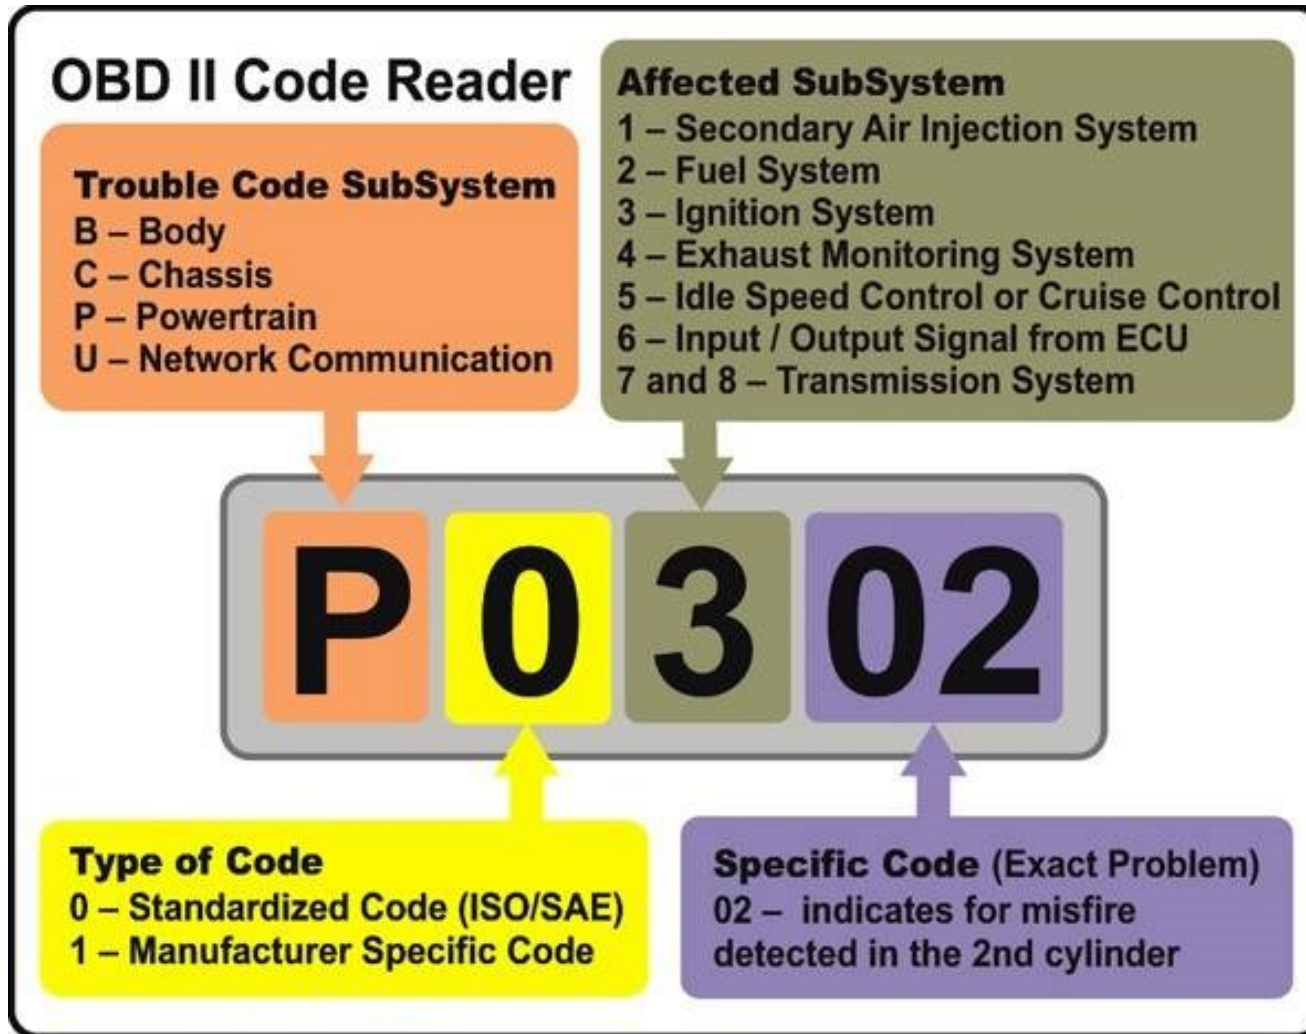 OBD II Code Reader
Trouble Code SubSystem
B – Body
C – Chassis
P – Powertrain
U – Network Communication
Affected SubSystem
1 – Secondary Air Injection System
2 – Fuel System
3 – Ignition System
4 – Exhaust Monitoring System
5 – Idle Speed Control or Cruise Control
6 – Input / Output Signal from ECU
7 and 8 – Transmission System
P 0 3 02
Type of Code
0 – Standardized Code (ISO/SAE)
1 – Manufacturer Specific Code
Specific Code (Exact Problem)
02 – indicates for misfire
detected in the 2nd cylinder